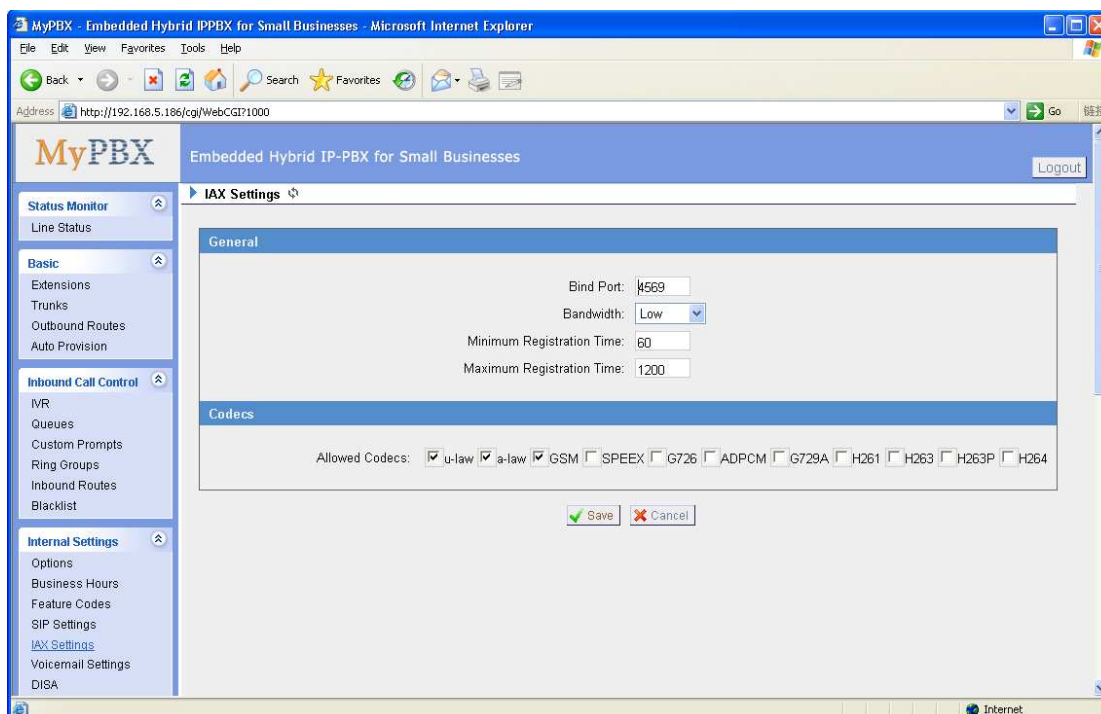 MyPBX - Embedded Hybrid IPPBX for Small Businesses - Microsoft Internet Explorer
File Edit View Favorites Tools Help
Back Search Favorites
Address http://192.168.5.186/cgi/WebCGI?1000 Go 链接
MyPBX
Embedded Hybrid IP-PBX for Small Businesses
Logout
Status Monitor
Line Status
Basic
Extensions
Trunks
Outbound Routes
Auto Provision
Inbound Call Control
IVR
Queues
Custom Prompts
Ring Groups
Inbound Routes
Blacklist
Internal Settings
Options
Business Hours
Feature Codes
SIP Settings
IAX Settings
Voicemail Settings
DISA
IAX Settings
General
Bind Port: 4569
Bandwidth: Low
Minimum Registration Time: 60
Maximum Registration Time: 1200
Codecs
Allowed Codecs: u-law a-law GSM SPEEX G726 ADPCM G729A H261 H263 H263P H264
Save Cancel
Internet